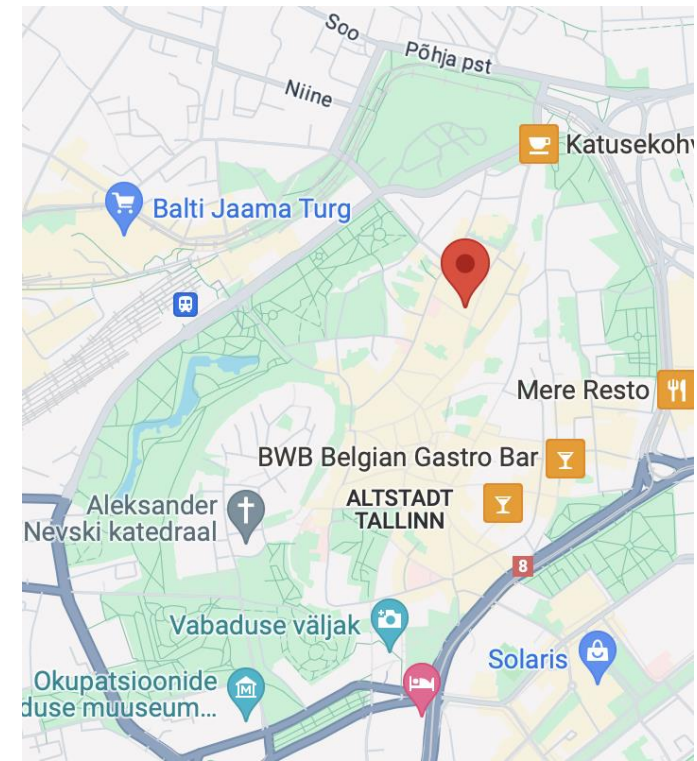 Soo
Põhja pst
Niine
Katusekohv
Balti Jaama Turg
Mere Resto
BWB Belgian Gastro Bar
ALTSTADT
TALLINN
Aleksander
Nevski katedraal
8
Vabaduse väljak
Solaris
Okupatsioonide
duse muuseum...
M